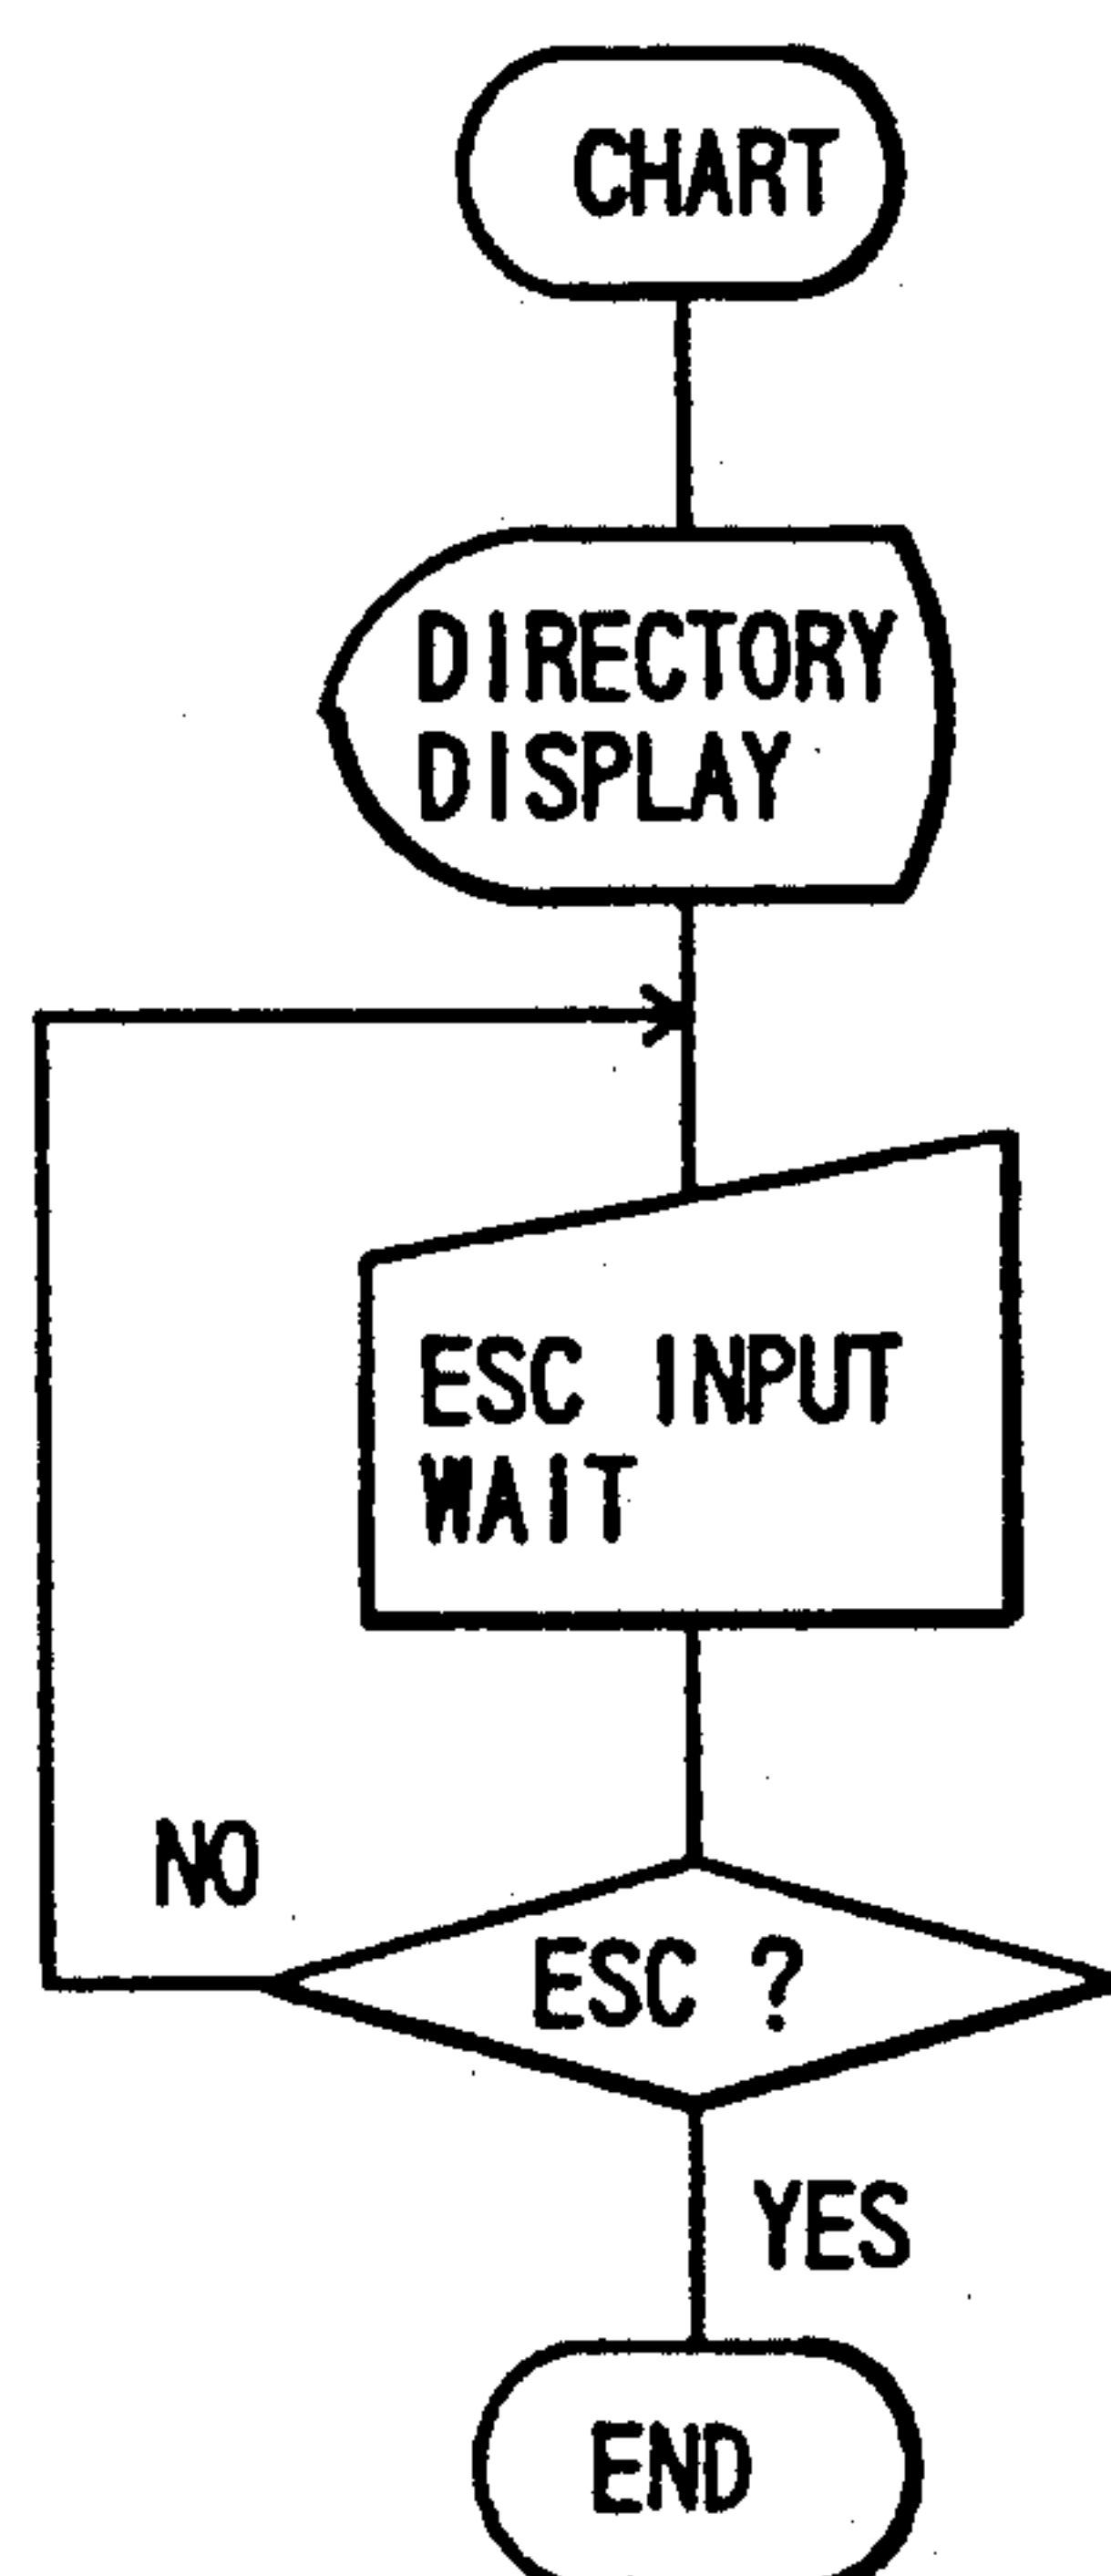 CHART
DIRECTORY
DISPLAY
ESC INPUT
WAIT
NO
ESC ?
YES
END